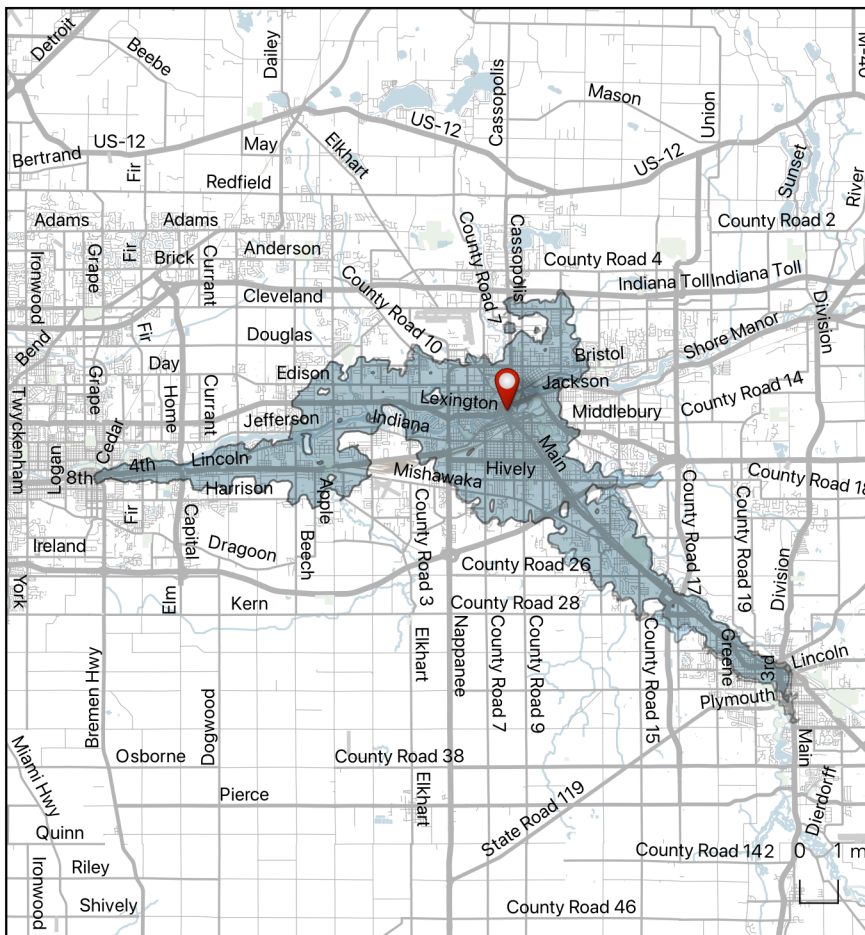 Detroit
Beebe
Dailey
Cassopolis
M-40
Mason
Union
US-12
US-12
US-12
Bertrand
May
Elkhart
Fir
Redfield
Sunset
River
Adams
Adams
County Road 2
Cassopolis
County Road 7
Ironwood
Grape
Fir
Brick
Currant
Anderson
County Road 4
Indiana Toll
Indiana Toll
Cleveland
County Road 10
Division
Bend
Fir
Douglas
Shore Manor
Day
Edison
Bristol
Grape
Home
Currant
Jackson
Lexington
County Road 14
Twyckenham
Cedar
Jefferson
Indiana
Middlebury
Main
Logan
8th
4th
Lincoln
Harrison
Apple
Mishawaka
Hively
County Road 18
Fir
Capital
County Road 3
County Road 17
County Road 19
Ireland
Dragoon
Beech
County Road 26
Division
York
Elm
Kern
County Road 28
Elkhart
Nappanee
County Road 7
County Road 9
County Road 15
Greene
3rd
Lincoln
Bremen Hwy
Dogwood
Plymouth
Miami Hwy
Osborne
County Road 38
Main
Elkhart
Pierce
State Road 119
Dierdorff
Quinn
County Road 142
0 1 m
Riley
Ironwood
Shively
County Road 46